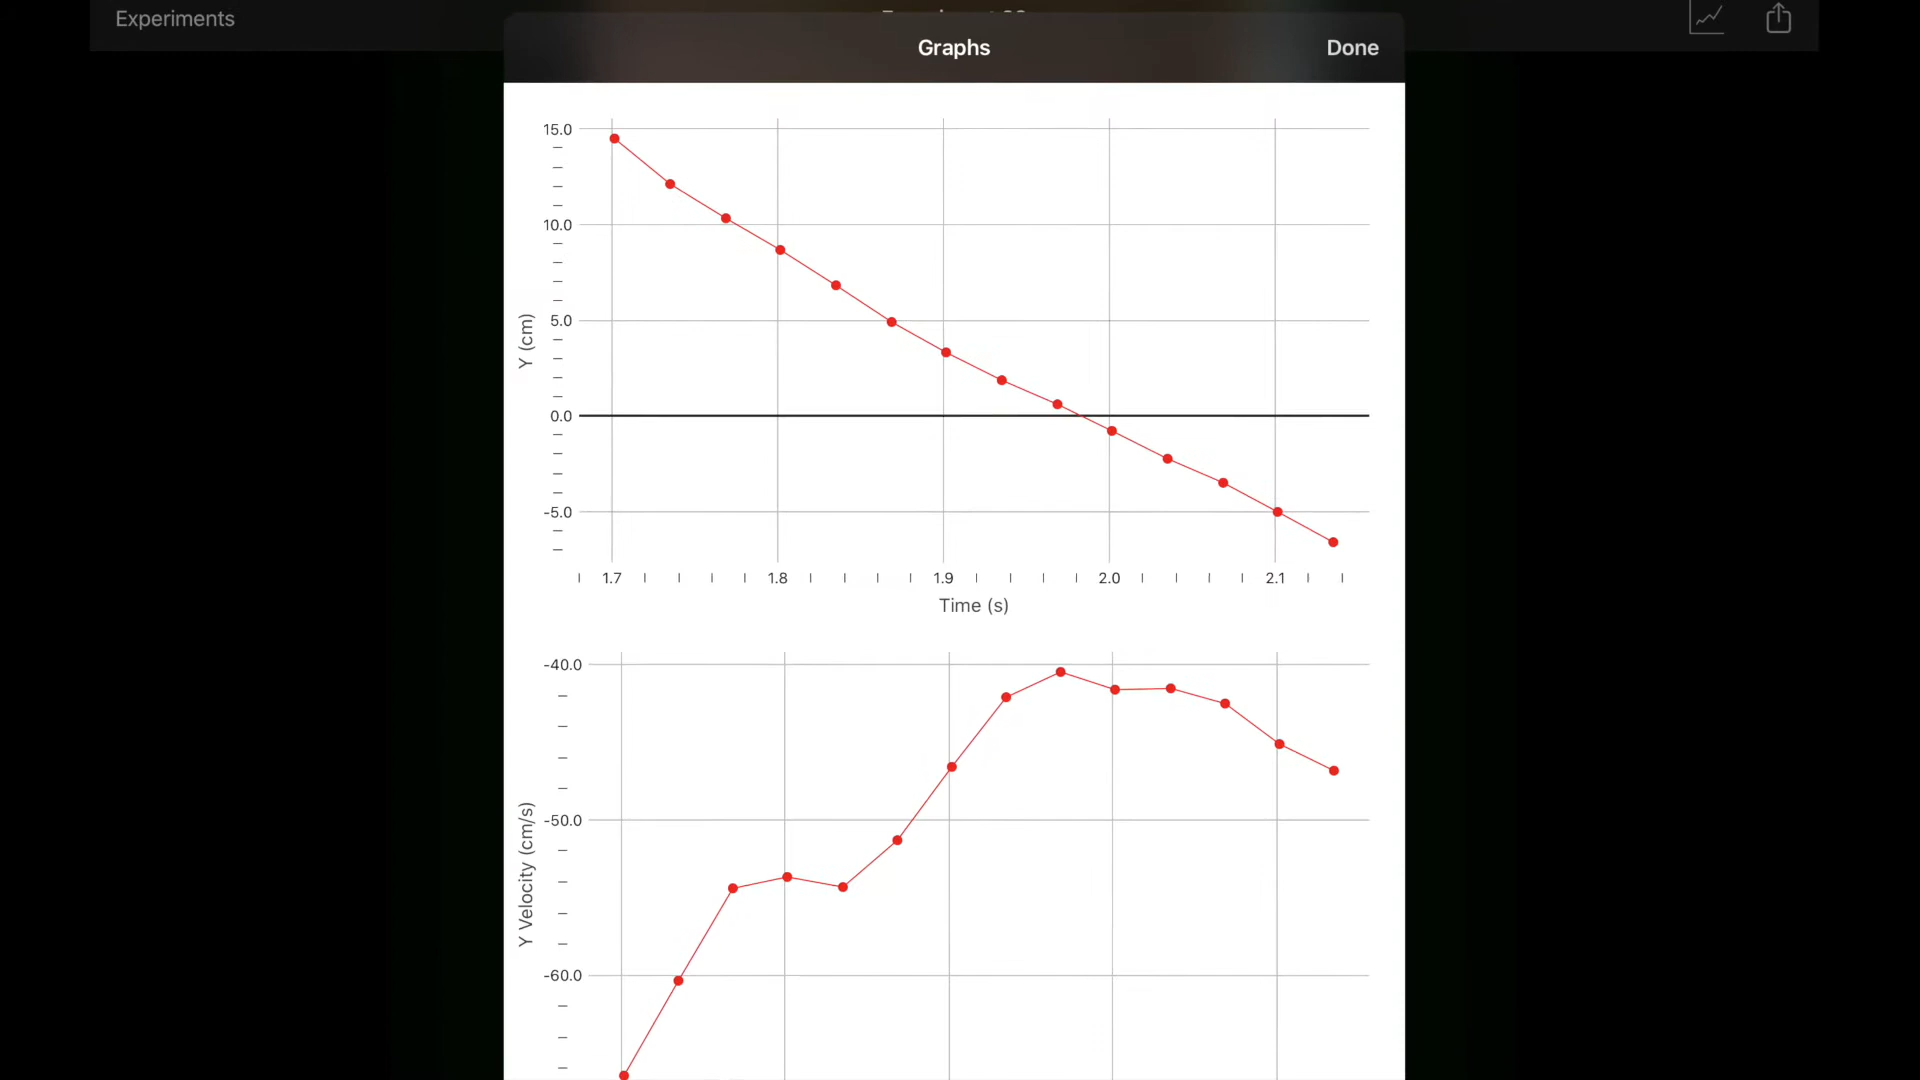 Experiments
Graphs
Done
15.0
10.0
5.0
0.0
-5.0
Y (cm)
1.7 1.8 1.9 2.0 2.1
Time (s)
-40.0
-50.0
-60.0
Y Velocity (cm/s)